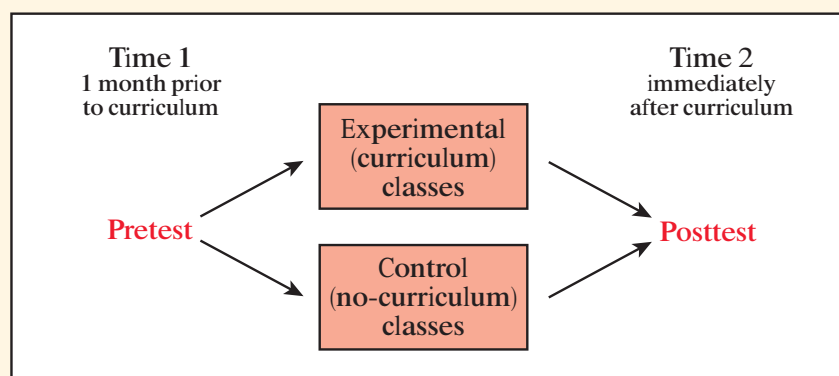 Time 1
1 month prior
to curriculum
Time 2
immediately
after curriculum
Experimental
(curriculum)
classes
Pretest
Posttest
Control
(no-curriculum)
classes